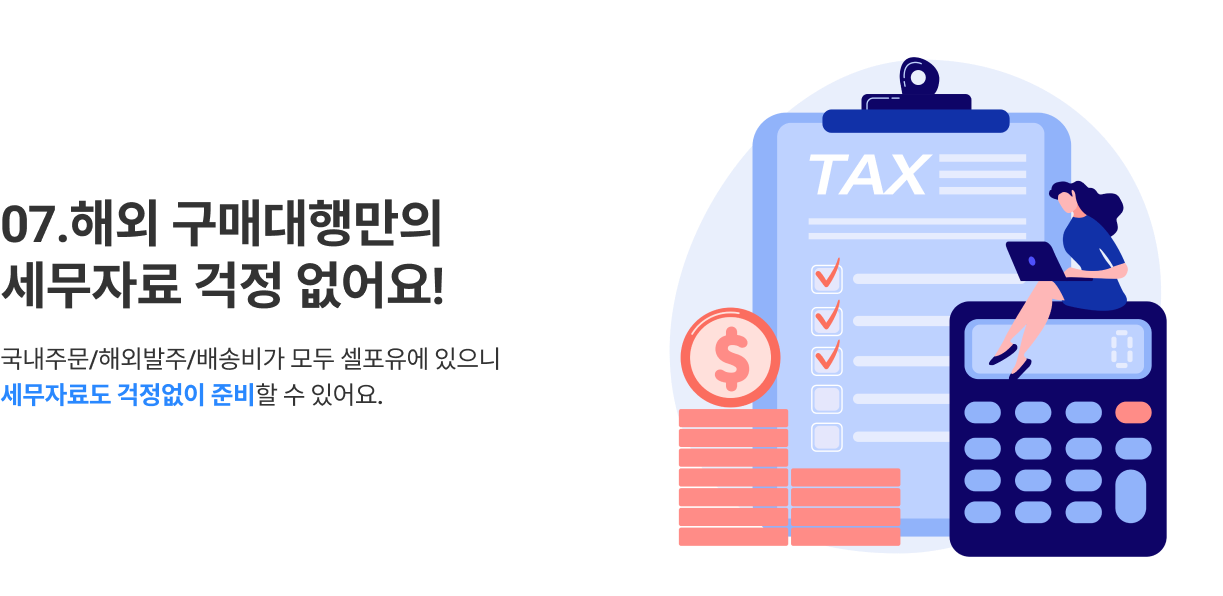 07.해외 구매대행만의
세무자료 걱정 없어요!
국내주문/해외발주/배송비가 모두 셀포유에 있으니
세무자료도 걱정없이 준비할 수 있어요.
TAX
$
0